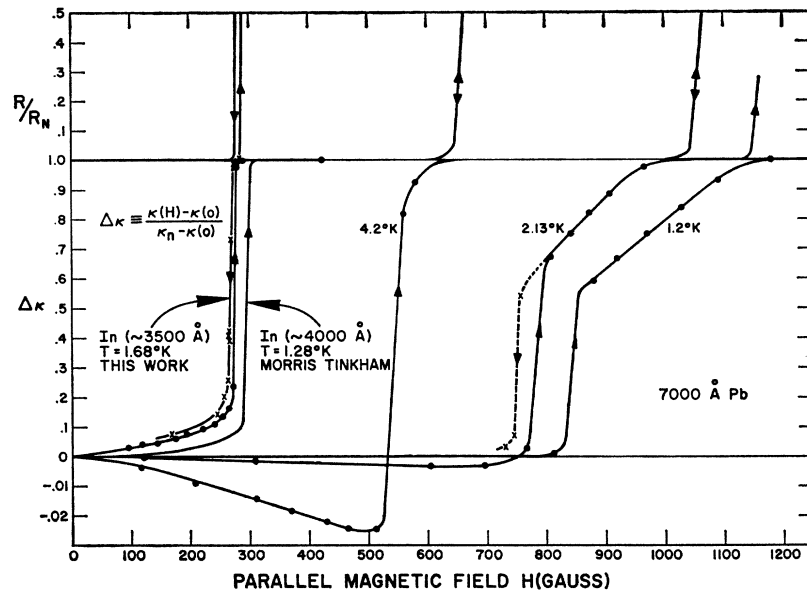 .5
.4
.3
R/R_N
.2
.1
1.0
.9
Δκ ≡ κ(H)-κ(0) / κ_n-κ(0)
.8
4.2°K
2.13°K
1.2°K
.7
.6
Δκ
.5
In (~3500 Å)
T=1.68°K
THIS WORK
In (~4000 Å)
T=1.28°K
MORRIS TINKHAM
.4
.3
7000 Å Pb
.2
.1
0
-.01
-.02
0 100 200 300 400 500 600 700 800 900 1000 1100 1200
PARALLEL MAGNETIC FIELD H(GAUSS)